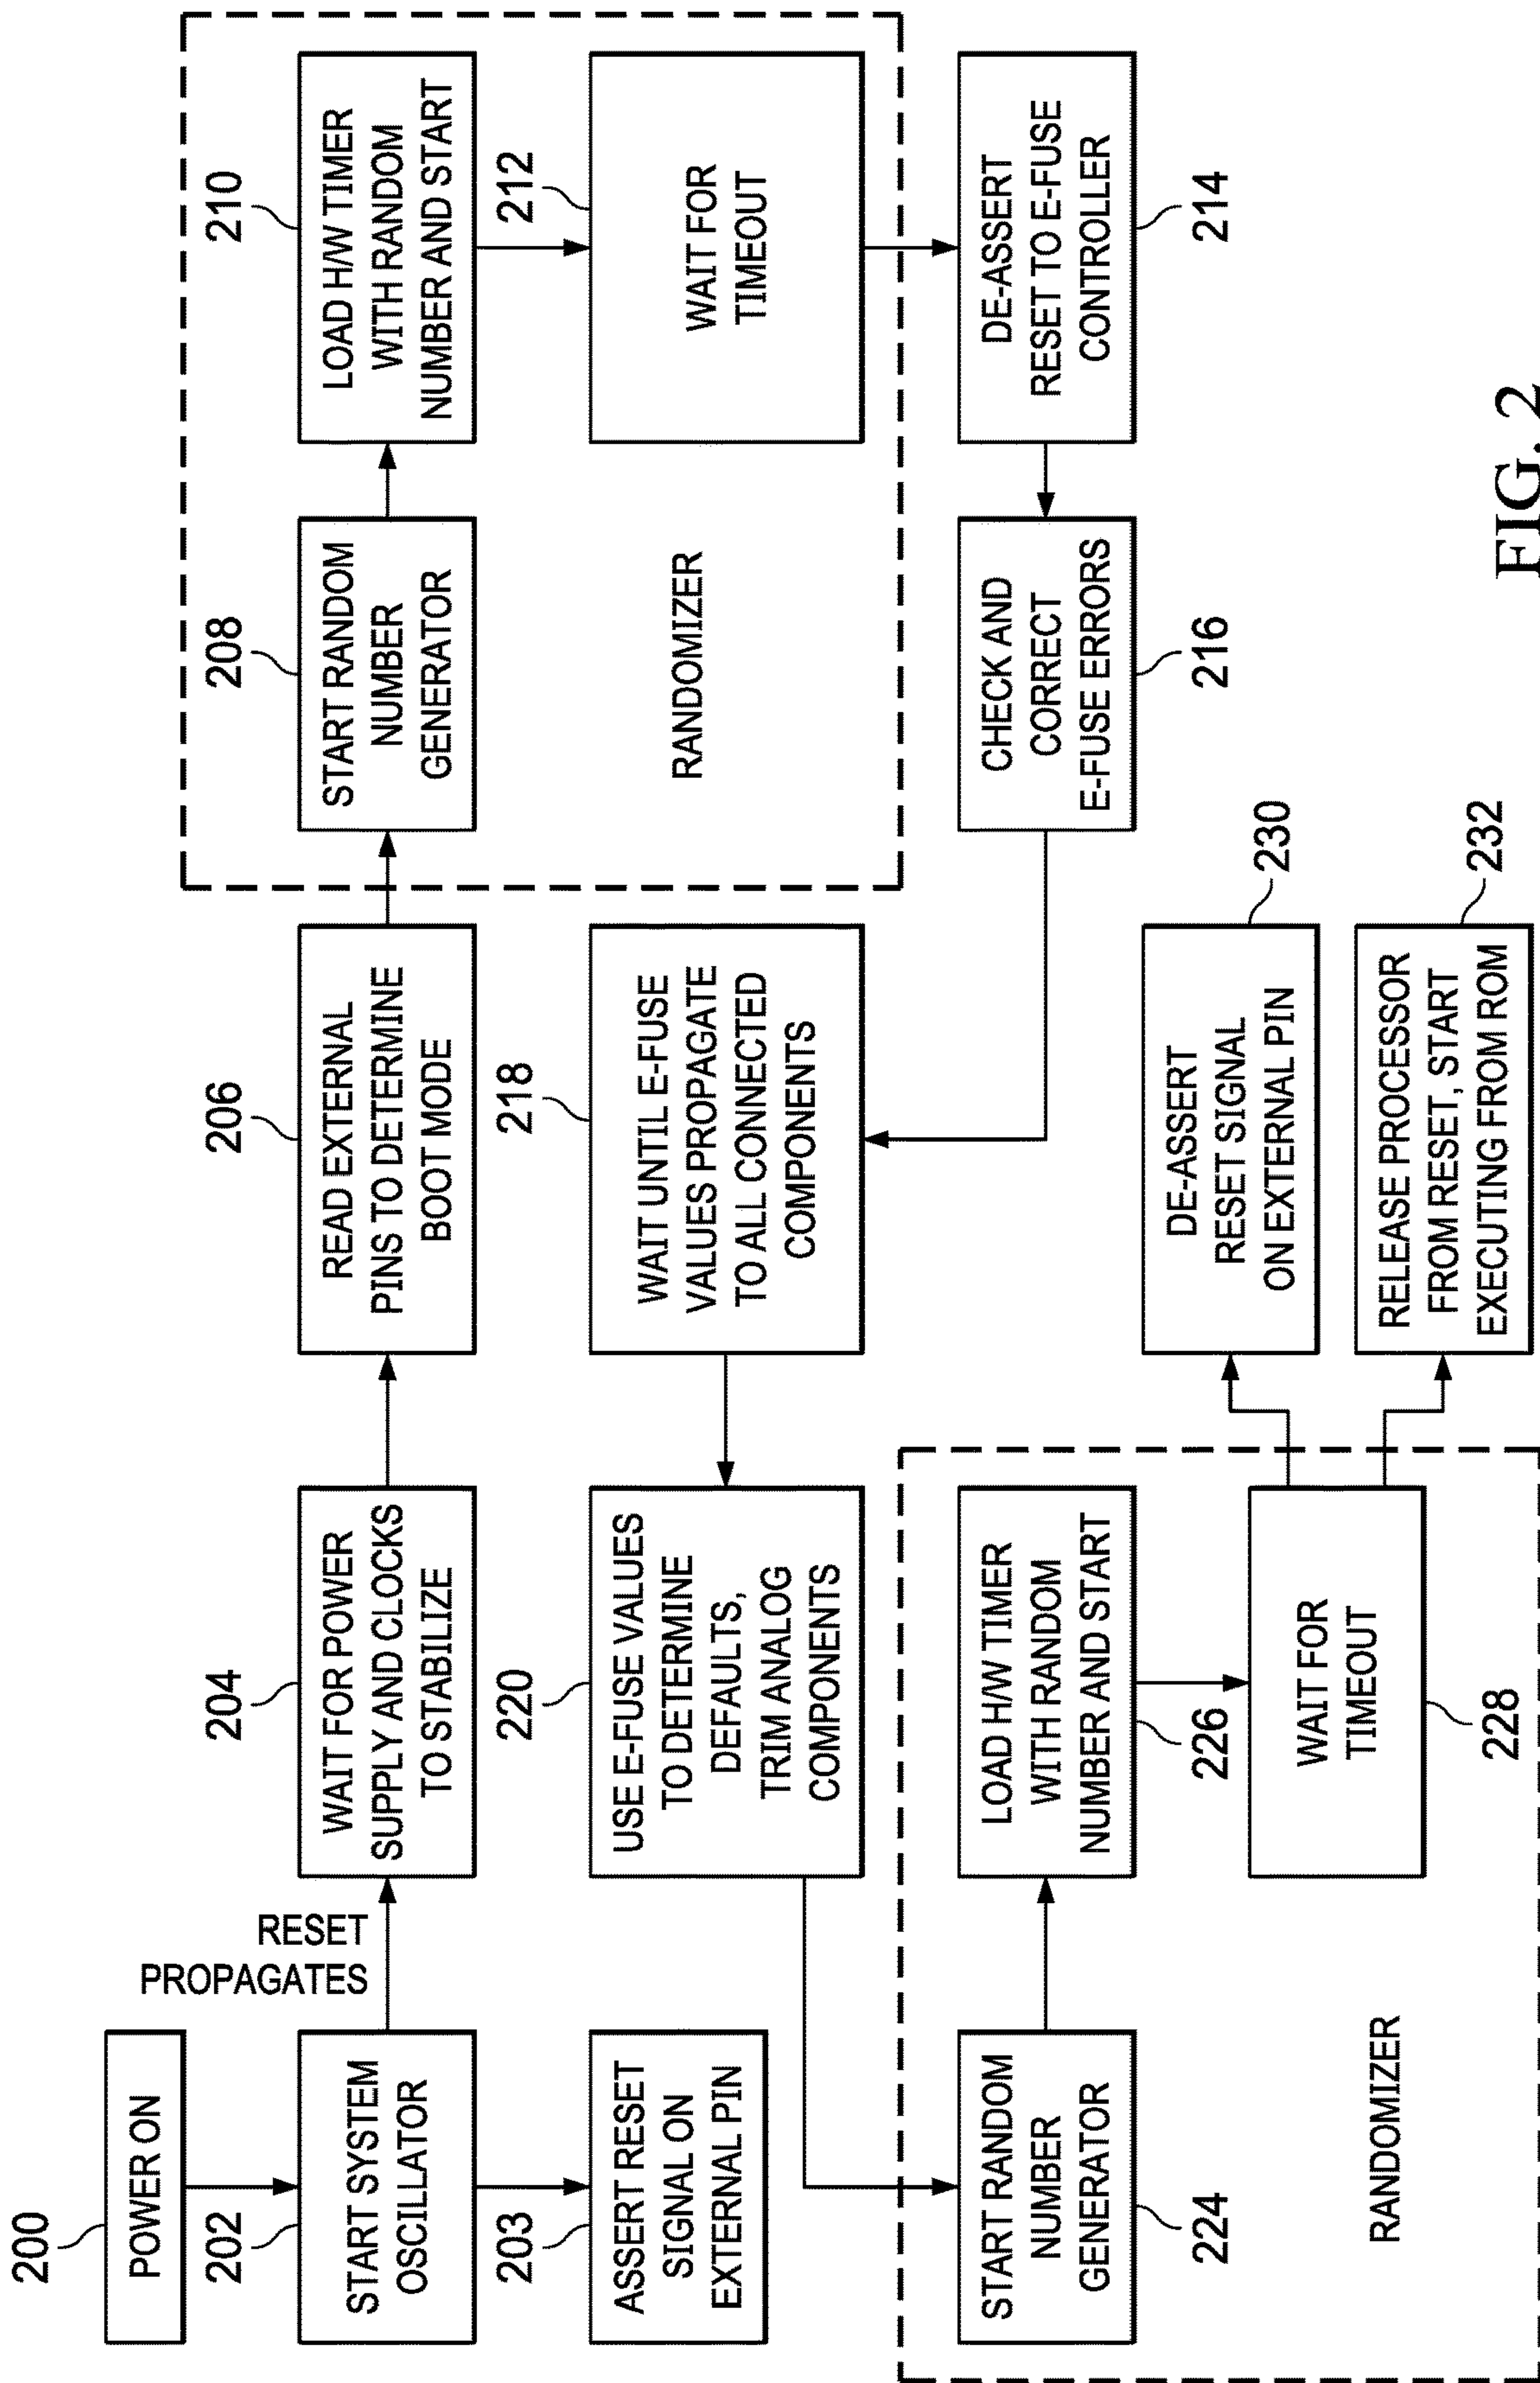 200
POWER ON
202
START SYSTEM
OSCILLATOR
203
ASSERT RESET
SIGNAL ON
EXTERNAL PIN
RESET
PROPAGATES
204
WAIT FOR POWER
SUPPLY AND CLOCKS
TO STABILIZE
206
READ EXTERNAL
PINS TO DETERMINE
BOOT MODE
208
START RANDOM
NUMBER
GENERATOR
210
LOAD H/W TIMER
WITH RANDOM
NUMBER AND START
212
WAIT FOR
TIMEOUT
RANDOMIZER
DE-ASSERT
RESET TO E-FUSE
CONTROLLER
214
CHECK AND
CORRECT
E-FUSE ERRORS
216
218
WAIT UNTIL E-FUSE
VALUES PROPAGATE
TO ALL CONNECTED
COMPONENTS
220
USE E-FUSE VALUES
TO DETERMINE
DEFAULTS,
TRIM ANALOG
COMPONENTS
START RANDOM
NUMBER
GENERATOR
224
LOAD H/W TIMER
WITH RANDOM
NUMBER AND START
226
WAIT FOR
TIMEOUT
228
RANDOMIZER
230
DE-ASSERT
RESET SIGNAL
ON EXTERNAL PIN
232
RELEASE PROCESSOR
FROM RESET, START
EXECUTING FROM ROM
FIG. 2